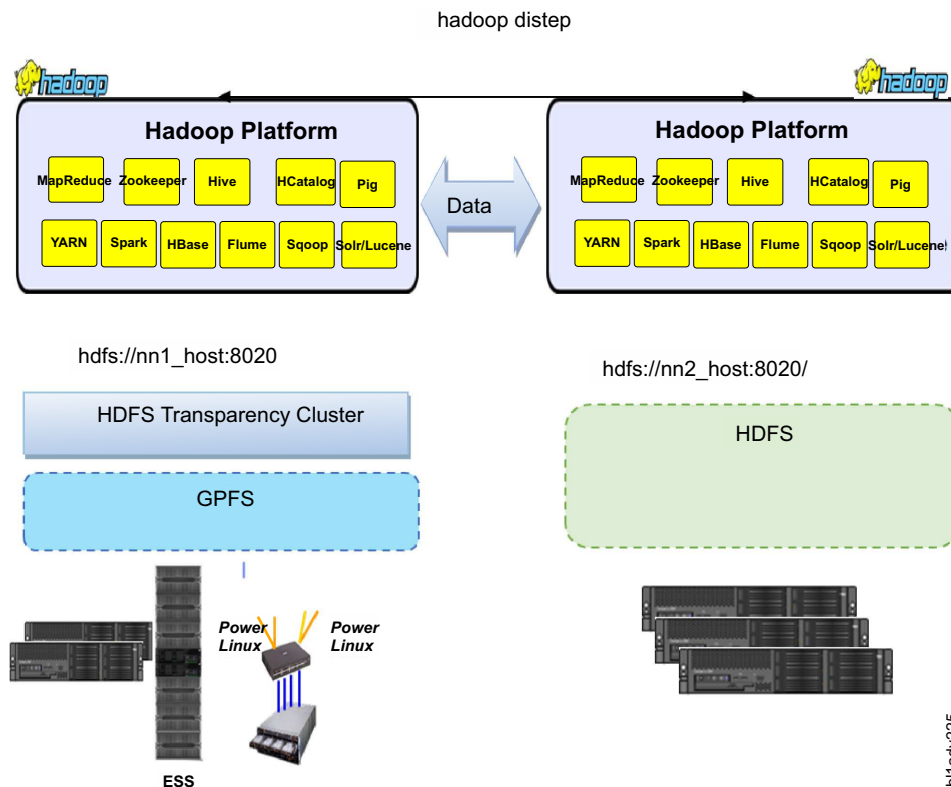 hadoop distep
hadoop
hadoop
Hadoop Platform
MapReduce
Zookeeper
Hive
HCatalog
Pig
YARN
Spark
HBase
Flume
Sqoop
Solr/Lucene
Data
Hadoop Platform
MapReduce
Zookeeper
Hive
HCatalog
Pig
YARN
Spark
HBase
Flume
Sqoop
Solr/Lucene
hdfs://nn1_host:8020
hdfs://nn2_host:8020/
HDFS Transparency Cluster
GPFS
HDFS
Power
Linux
Power
Linux
ESS